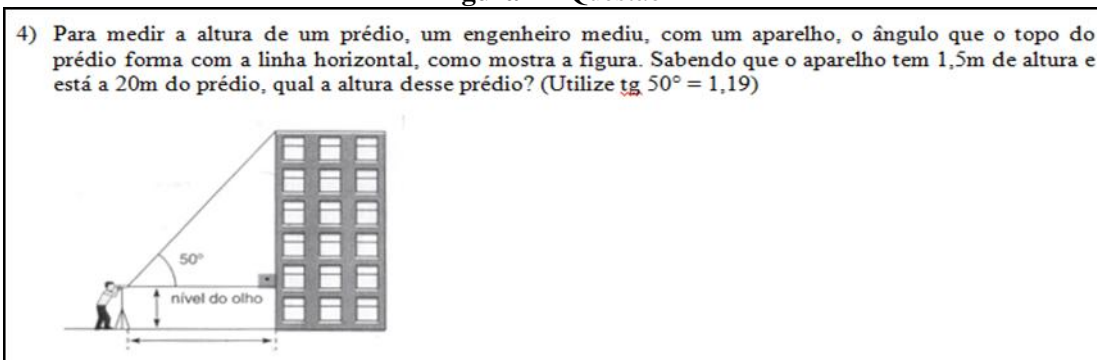 4) Para medir a altura de um prédio, um engenheiro mediu, com um aparelho, o ângulo que o topo do
prédio forma com a linha horizontal, como mostra a figura. Sabendo que o aparelho tem 1,5m de altura e
está a 20m do prédio, qual a altura desse prédio? (Utilize tg 50° = 1,19)
50°
nível do olho